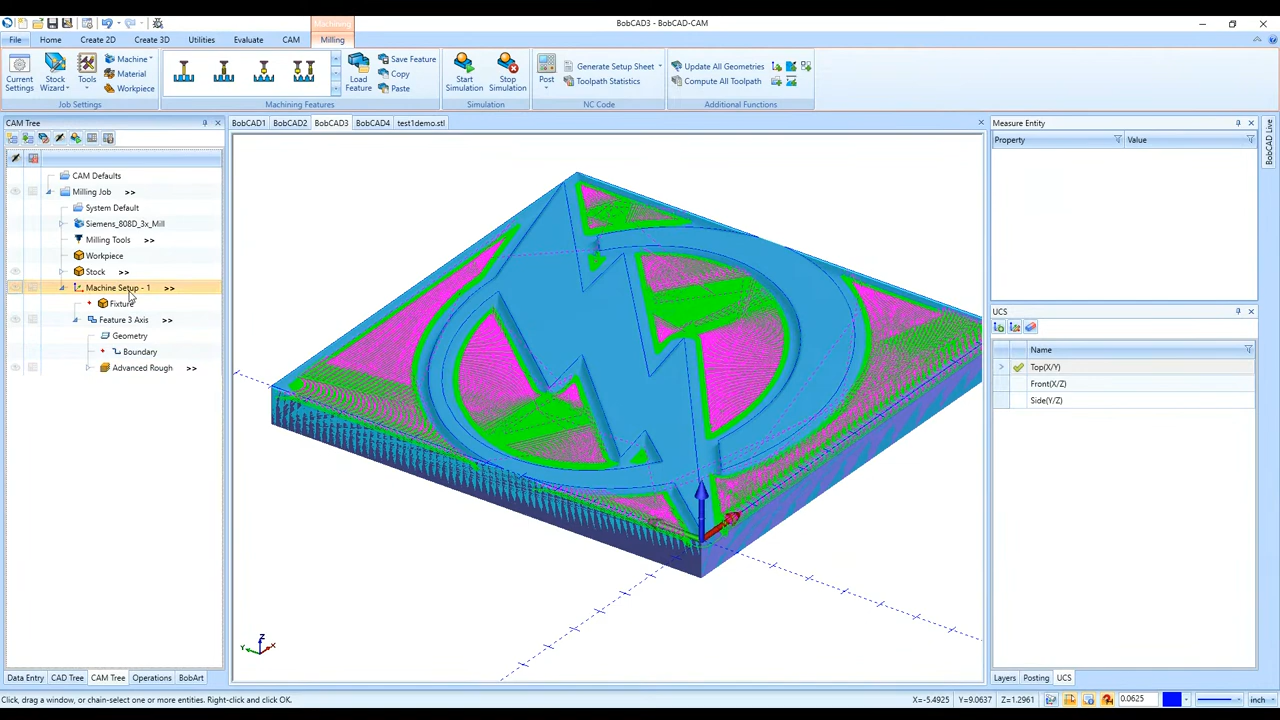 BobCAD3 - BobCAD-CAM
Machining
File Home Create 2D Create 3D Utilities Evaluate CAM Milling
Current Settings
Stock Wizard
Tools
Machine
Material
Workpiece
Job Settings
Load Feature
Save Feature
Copy
Paste
Machining Features
Start Simulation
Stop Simulation
Simulation
Post
Generate Setup Sheet
Toolpath Statistics
NC Code
Update All Geometries
Compute All Toolpath
Additional Functions
CAM Tree
CAM Defaults
Milling Job >>
System Default
Siemens_808D_3x_Mill
Milling Tools >>
Workpiece
Stock >>
Machine Setup - 1 >>
Fixture
Feature 3 Axis >>
Geometry
Boundary
Advanced Rough >>
Data Entry CAD Tree CAM Tree Operations BobArt
BobCAD1 BobCAD2 BobCAD3 BobCAD4 test1demo.stl
Z
Y
X
Measure Entity
Property Value
UCS
Name
Top(X/Y)
Front(X/Z)
Side(Y/Z)
Layers Posting UCS
BobCAD Live
Click, drag a window, or chain-select one or more entities. Right-click and click OK.
X=-5.4925 Y=9.0637 Z=1.2961 0.0625 inch